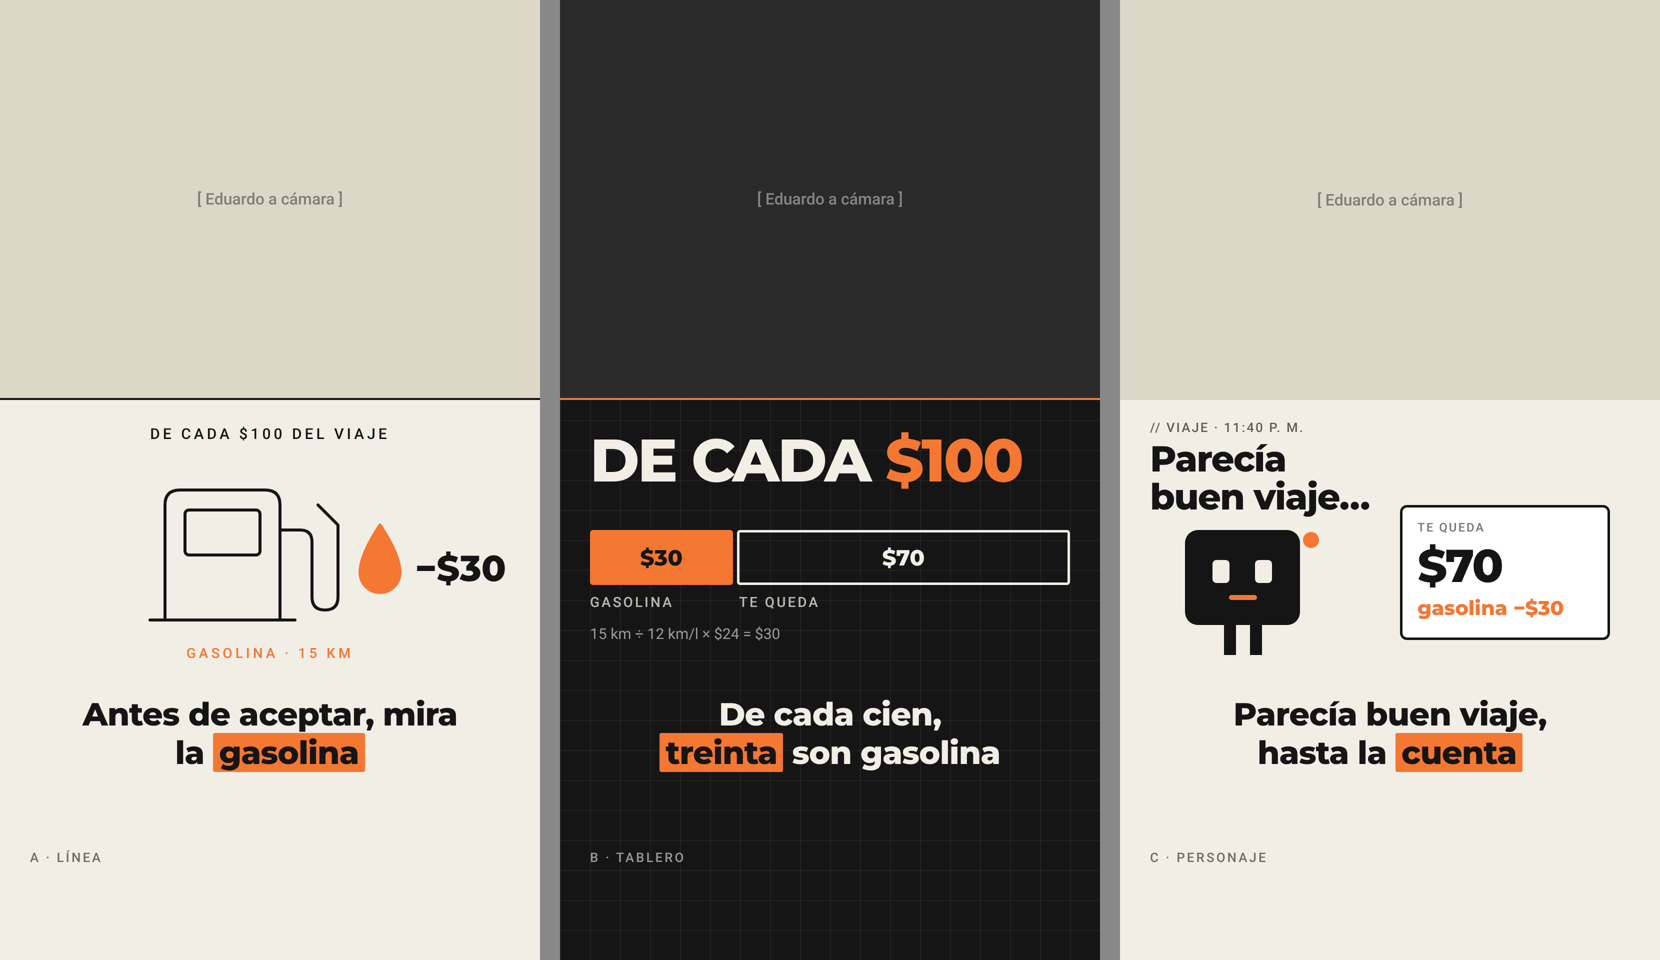 [ Eduardo a cámara ]
DE CADA $100 DEL VIAJE
−$30
GASOLINA · 15 KM
Antes de aceptar, mira
la gasolina
A · LÍNEA
[ Eduardo a cámara ]
DE CADA $100
$30
$70
GASOLINA
TE QUEDA
15 km ÷ 12 km/l × $24 = $30
De cada cien,
treinta son gasolina
B · TABLERO
[ Eduardo a cámara ]
// VIAJE · 11:40 P. M.
Parecía
buen viaje...
TE QUEDA
$70
gasolina −$30
Parecía buen viaje,
hasta la cuenta
C · PERSONAJE